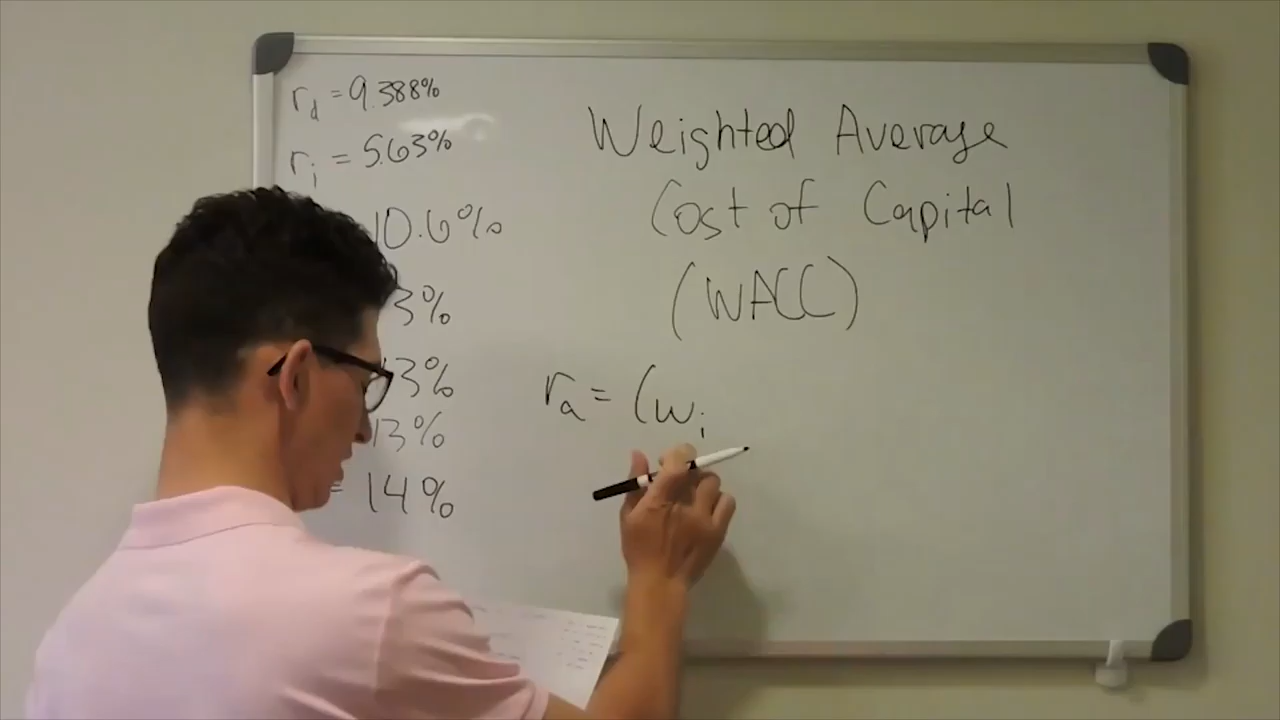 r_d = 9.388%
r_i = 5.63%
10.6%
3%
13%
13%
= 14%
Weighted Average
Cost of Capital
(WACC)
r_a = (w_i